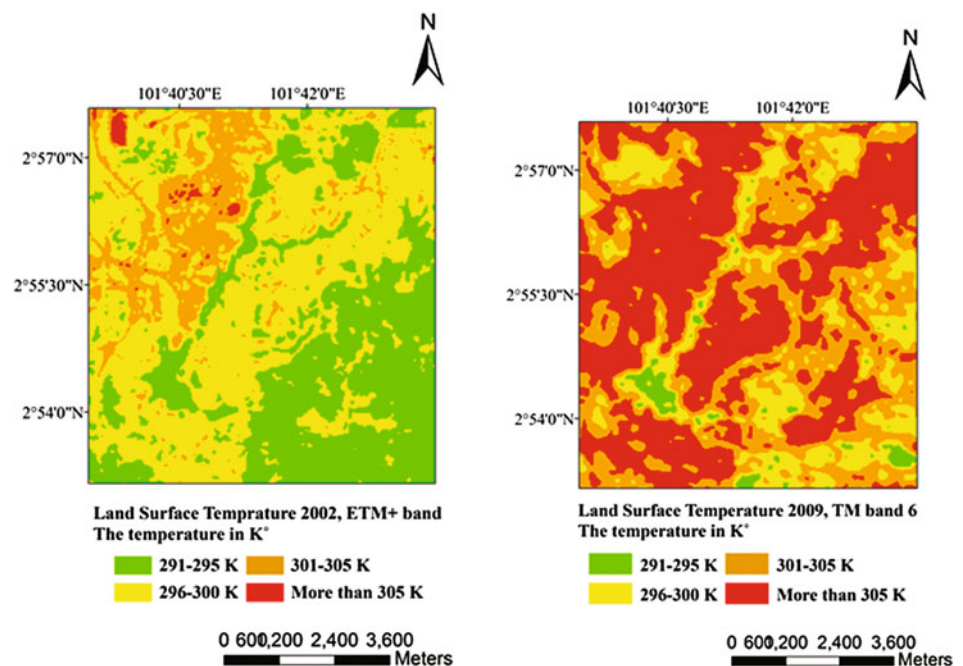 N
101°40'30"E 101°42'0"E
2°57'0"N
2°55'30"N
2°54'0"N
Land Surface Temprature 2002, ETM+ band
The temperature in K°
291-295 K 301-305 K
296-300 K More than 305 K
0 600 1,200 2,400 3,600
Meters
N
101°40'30"E 101°42'0"E
2°57'0"N
2°55'30"N
2°54'0"N
Land Surface Temperature 2009, TM band 6
The temperature in K°
291-295 K 301-305 K
296-300 K More than 305 K
0 600 1,200 2,400 3,600
Meters